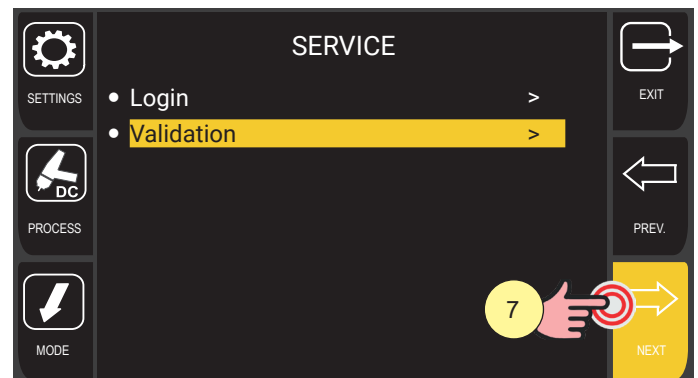 SERVICE
SETTINGS
EXIT
• Login >
• Validation >
DC
PROCESS
PREV.
7
MODE
NEXT